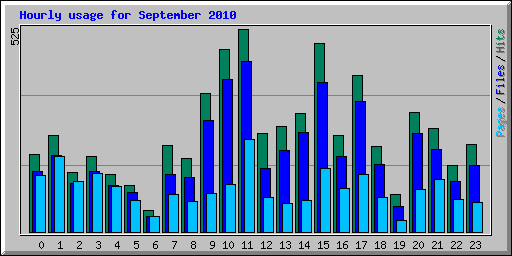 Hourly usage for September 2010
525
Pages/Files/Hits
0 1 2 3 4 5 6 7 8 9 10 11 12 13 14 15 16 17 18 19 20 21 22 23